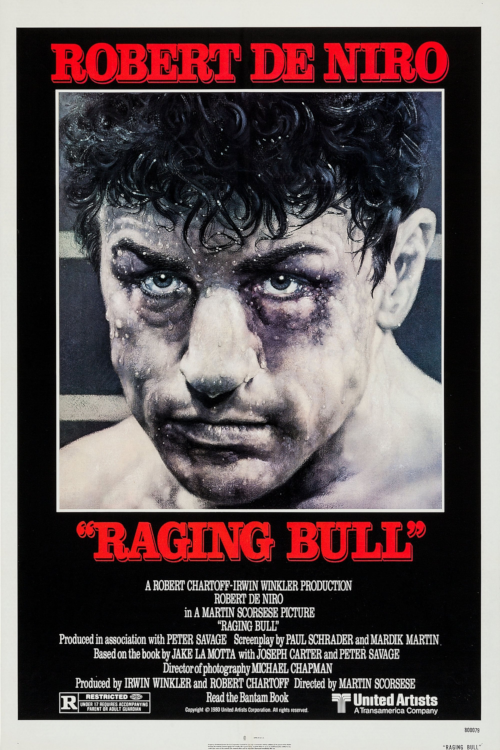 ROBERT DE NIRO
“RAGING BULL”
A ROBERT CHARTOFF-IRWIN WINKLER PRODUCTION
ROBERT DE NIRO
in A MARTIN SCORSESE PICTURE
"RAGING BULL"
Produced in association with PETER SAVAGE Screenplay by PAUL SCHRADER and MARDIK MARTIN
Based on the book by JAKE LA MOTTA with JOSEPH CARTER and PETER SAVAGE
Director of photography MICHAEL CHAPMAN
Produced by IRWIN WINKLER and ROBERT CHARTOFF Directed by MARTIN SCORSESE
Read the Bantam Book
R RESTRICTED
UNDER 17 REQUIRES ACCOMPANYING
PARENT OR ADULT GUARDIAN
Copyright © 1980 United Artists Corporation. All rights reserved.
United Artists
A Transamerica Company
800079
"RAGING BULL"